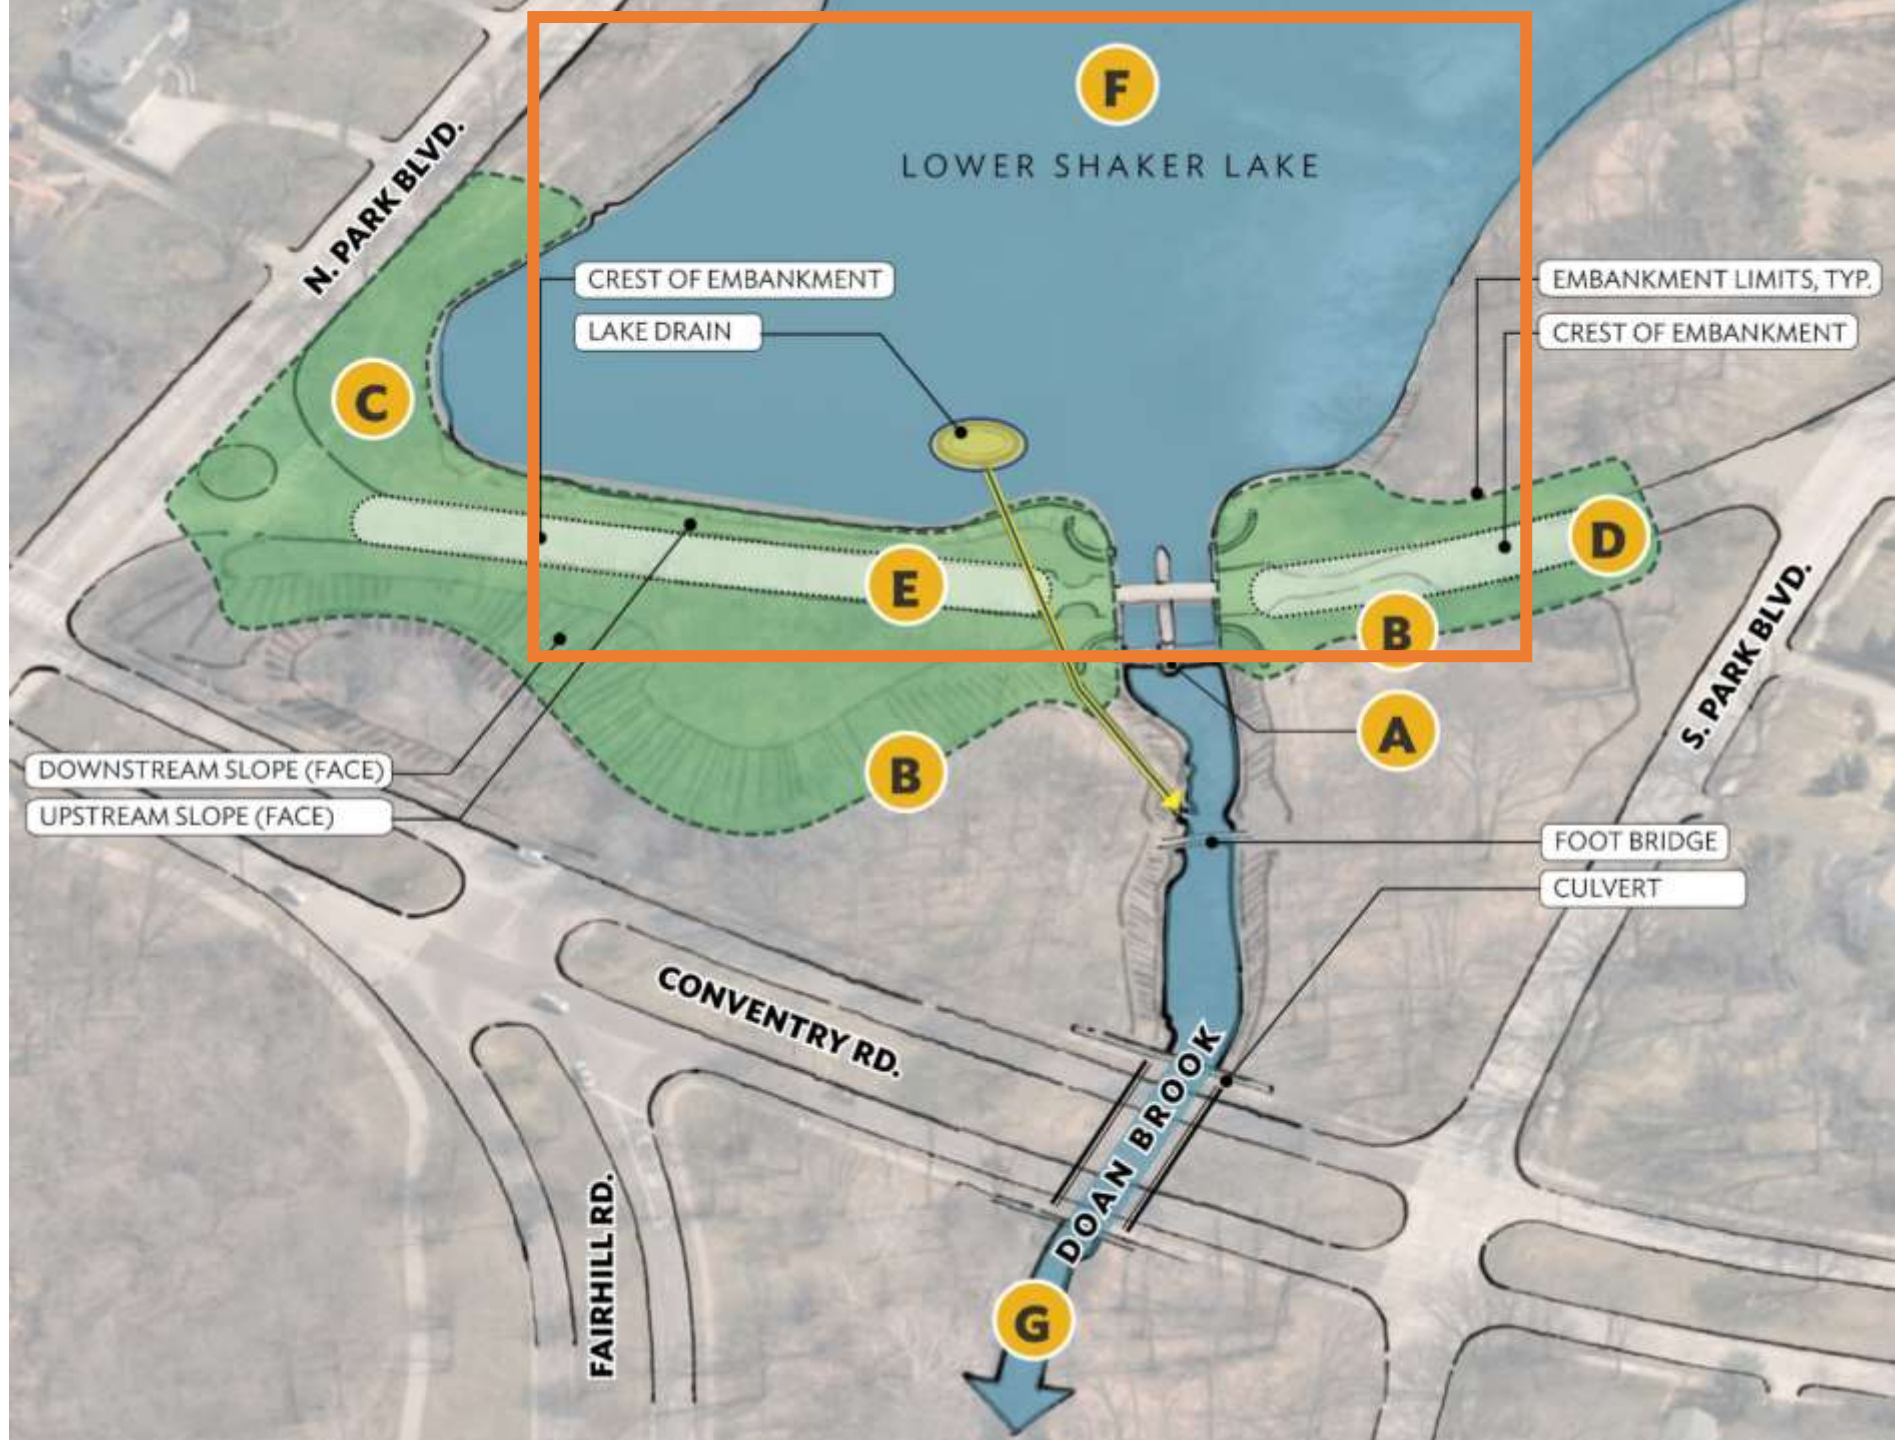 F
LOWER SHAKER LAKE
N. PARK BLVD.
CREST OF EMBANKMENT
LAKE DRAIN
EMBANKMENT LIMITS, TYP.
CREST OF EMBANKMENT
C
D
E
B
S. PARK BLVD.
A
B
DOWNSTREAM SLOPE (FACE)
UPSTREAM SLOPE (FACE)
FOOT BRIDGE
CULVERT
CONVENTRY RD.
DOAN BROOK
FAIRHILL RD.
G